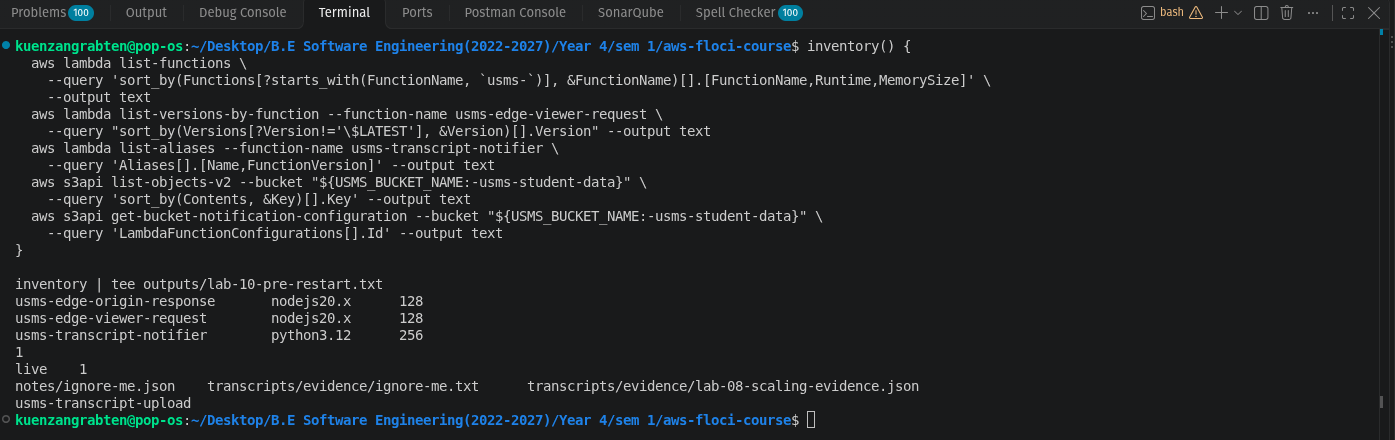 Problems 100 Output Debug Console Terminal Ports Postman Console SonarQube Spell Checker 100 bash
kuenzangrabten@pop-os:~/Desktop/B.E Software Engineering(2022-2027)/Year 4/sem 1/aws-floci-course$ inventory() {
  aws lambda list-functions \
    --query 'sort_by(Functions[?starts_with(FunctionName, `usms-`)], &FunctionName)[].[FunctionName,Runtime,MemorySize]' \
    --output text
  aws lambda list-versions-by-function --function-name usms-edge-viewer-request \
    --query "sort_by(Versions[?Version!='\$LATEST'], &Version)[].Version" --output text
  aws lambda list-aliases --function-name usms-transcript-notifier \
    --query 'Aliases[].[Name,FunctionVersion]' --output text
  aws s3api list-objects-v2 --bucket "${USMS_BUCKET_NAME:-usms-student-data}" \
    --query 'sort_by(Contents, &Key)[].Key' --output text
  aws s3api get-bucket-notification-configuration --bucket "${USMS_BUCKET_NAME:-usms-student-data}" \
    --query 'LambdaFunctionConfigurations[].Id' --output text
}
inventory | tee outputs/lab-10-pre-restart.txt
usms-edge-origin-response       nodejs20.x      128
usms-edge-viewer-request        nodejs20.x      128
usms-transcript-notifier        python3.12      256
1
live    1
notes/ignore-me.json    transcripts/evidence/ignore-me.txt      transcripts/evidence/lab-08-scaling-evidence.json
usms-transcript-upload
kuenzangrabten@pop-os:~/Desktop/B.E Software Engineering(2022-2027)/Year 4/sem 1/aws-floci-course$